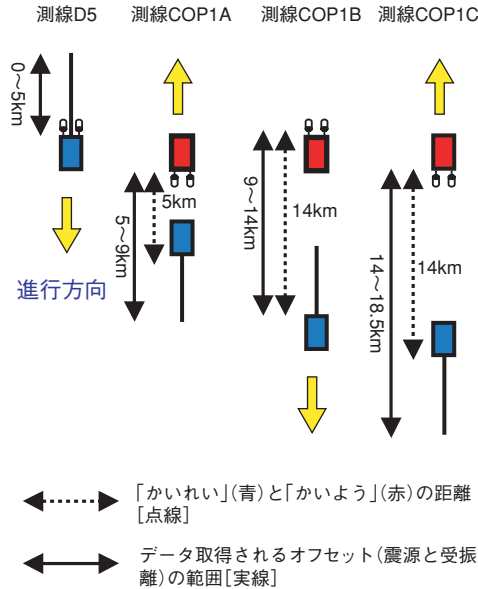 測線D5
測線COP1A
測線COP1B
測線COP1C
0～5km
5km
5～9km
9～14km
14km
14km
14～18.5km
進行方向
「かいれい」(青)と「かいよう」(赤)の距離
[点線]
データ取得されるオフセット(震源と受振
離)の範囲[実線]